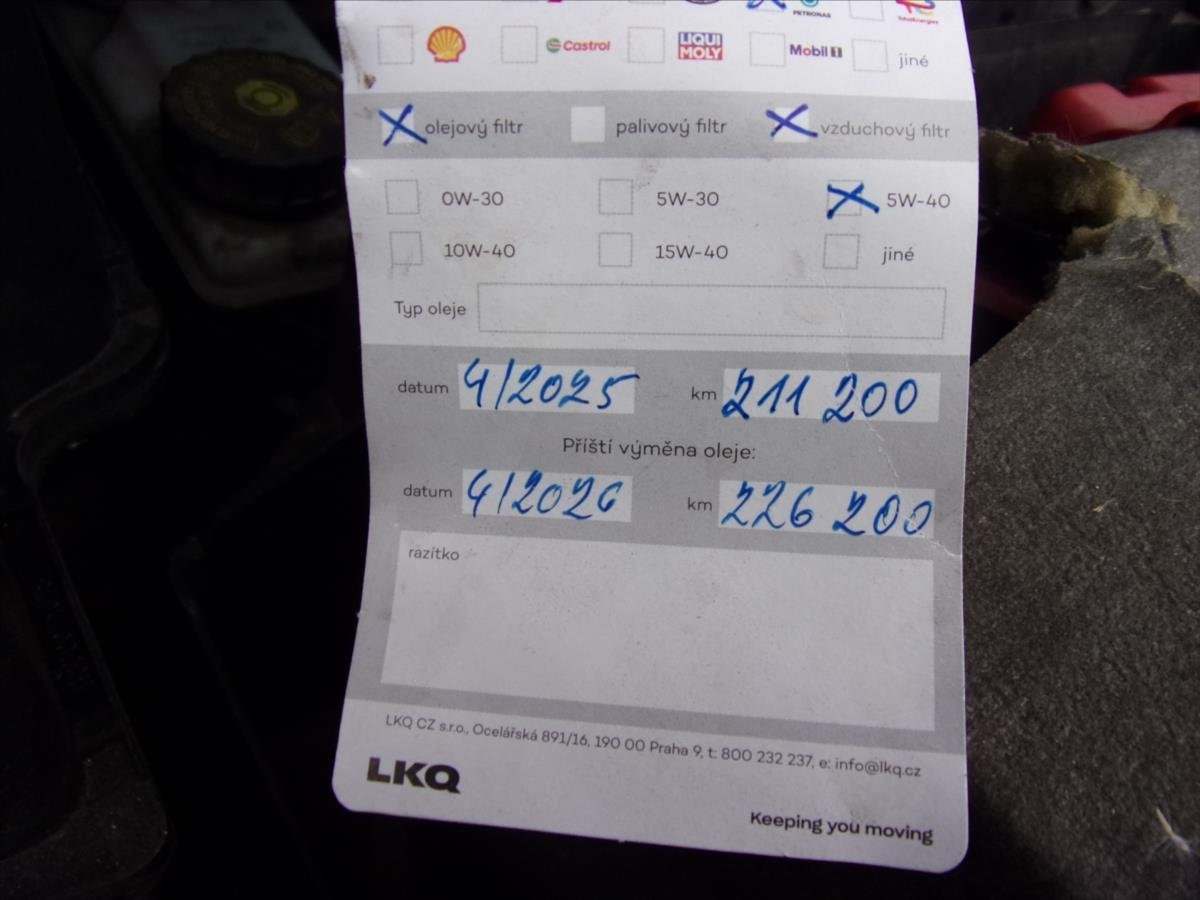 PETRONAS TotalEnergies
Castrol LIQUI MOLY Mobil 1 jiné
olejový filtr palivový filtr vzduchový filtr
0W-30 5W-30 5W-40
10W-40 15W-40 jiné
Typ oleje
datum 4/2025 km 211 200
Příští výměna oleje:
datum 4/2026 km 226 200
razítko
LKQ CZ s.r.o., Ocelářská 891/16, 190 00 Praha 9, t: 800 232 237, e: info@lkq.cz
LKQ
Keeping you moving